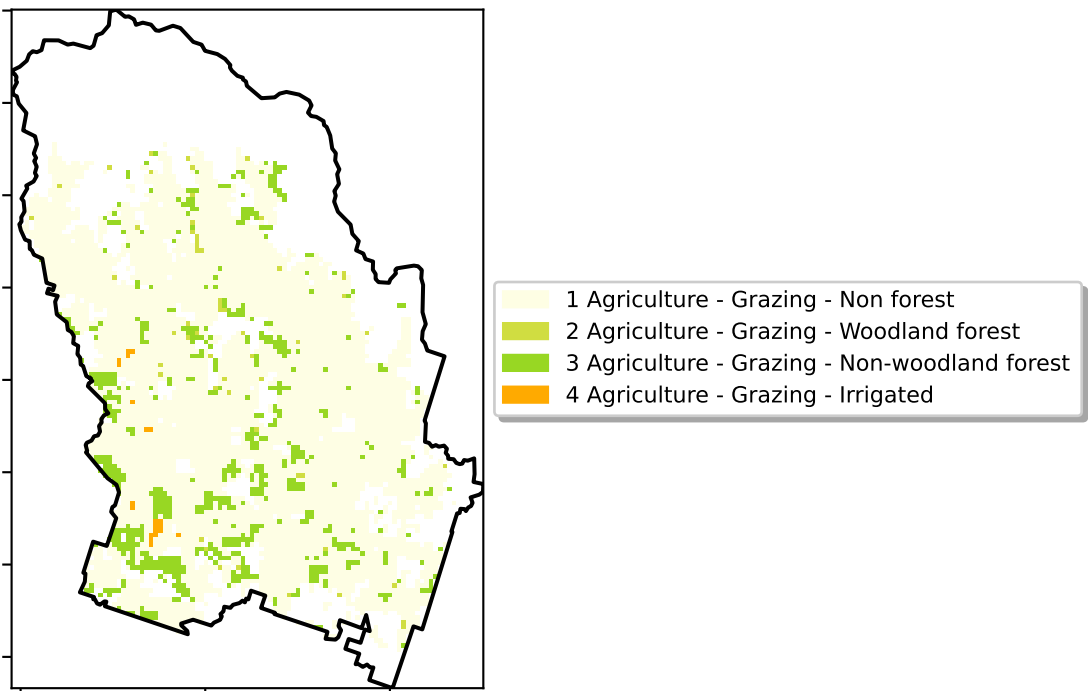 1 Agriculture - Grazing - Non forest
2 Agriculture - Grazing - Woodland forest
3 Agriculture - Grazing - Non-woodland forest
4 Agriculture - Grazing - Irrigated